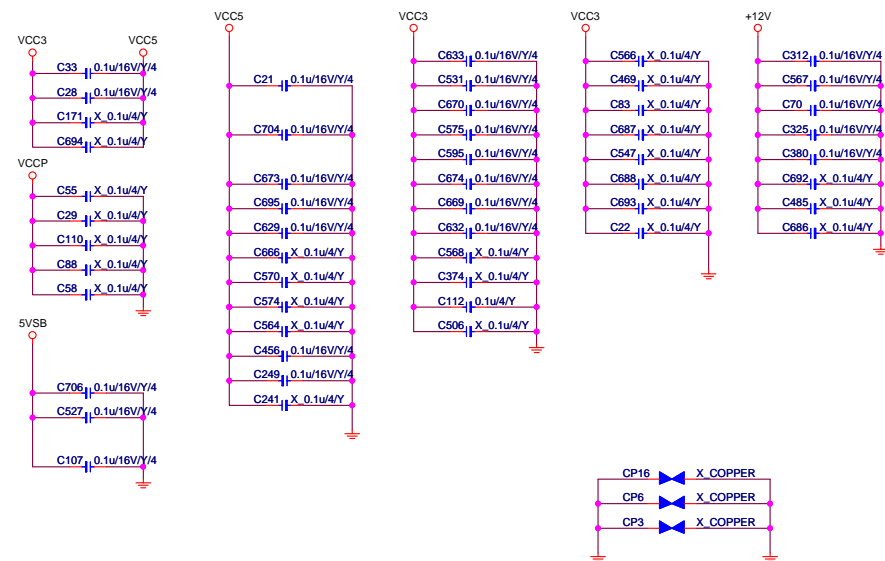 VCC3 VCC5
C33 0.1u/16V/Y/4
C28 0.1u/16V/Y/4
C171 X_0.1u/4/Y
C694 X_0.1u/4/Y
VCCP
C55 X_0.1u/4/Y
C29 X_0.1u/4/Y
C110 X_0.1u/4/Y
C88 X_0.1u/4/Y
C58 X_0.1u/4/Y
5VSB
C706 0.1u/16V/Y/4
C527 0.1u/16V/Y/4
C107 0.1u/16V/Y/4
VCC5
C21 0.1u/16V/Y/4
C704 0.1u/16V/Y/4
C673 0.1u/16V/Y/4
C695 0.1u/16V/Y/4
C629 0.1u/16V/Y/4
C666 X_0.1u/4/Y
C570 X_0.1u/4/Y
C574 X_0.1u/4/Y
C564 X_0.1u/4/Y
C456 0.1u/16V/Y/4
C249 0.1u/16V/Y/4
C241 X_0.1u/4/Y
VCC3
C633 0.1u/16V/Y/4
C531 0.1u/16V/Y/4
C670 0.1u/16V/Y/4
C575 0.1u/16V/Y/4
C595 0.1u/16V/Y/4
C674 0.1u/16V/Y/4
C669 0.1u/16V/Y/4
C632 0.1u/16V/Y/4
C568 X_0.1u/4/Y
C374 X_0.1u/4/Y
C112 0.1u/4/Y
C506 X_0.1u/4/Y
VCC3
C566 X_0.1u/4/Y
C469 X_0.1u/4/Y
C83 X_0.1u/4/Y
C687 X_0.1u/4/Y
C547 X_0.1u/4/Y
C688 X_0.1u/4/Y
C693 X_0.1u/4/Y
C22 X_0.1u/4/Y
+12V
C312 0.1u/16V/Y/4
C567 0.1u/16V/Y/4
C70 0.1u/16V/Y/4
C325 0.1u/16V/Y/4
C380 0.1u/16V/Y/4
C692 X_0.1u/4/Y
C485 X_0.1u/4/Y
C686 X_0.1u/4/Y
CP16 X_COPPER
CP6 X_COPPER
CP3 X_COPPER